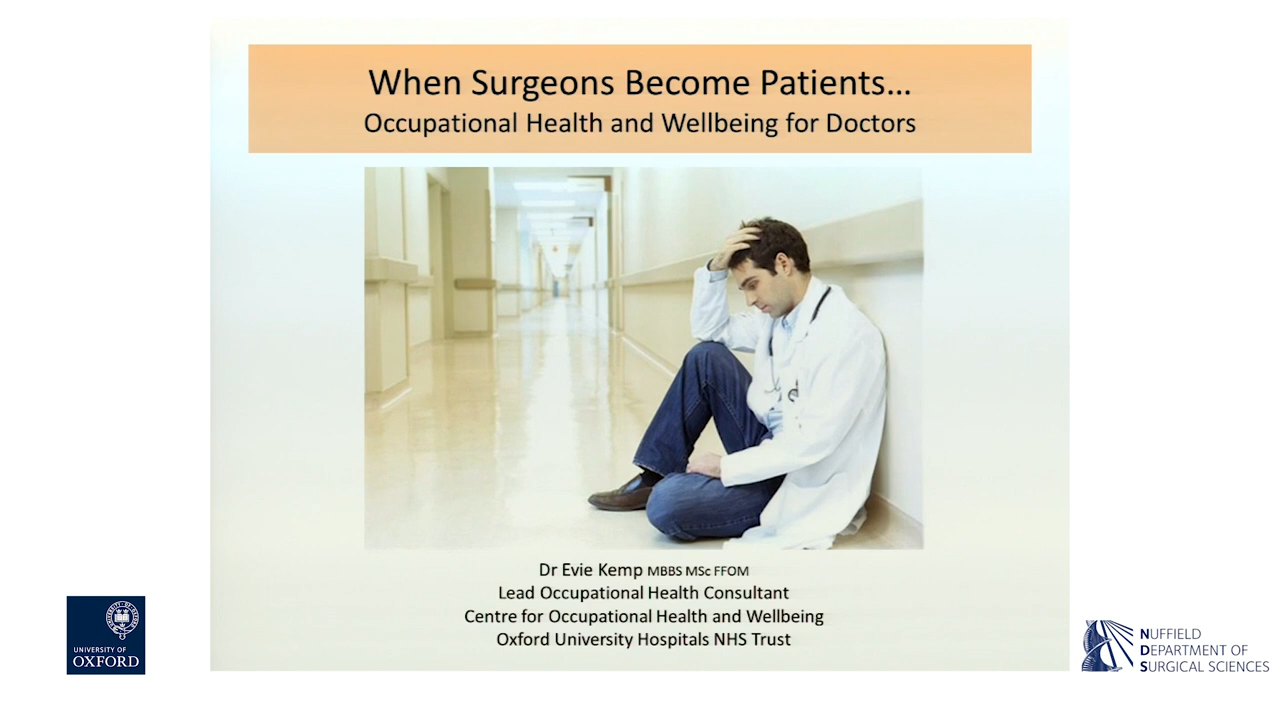 When Surgeons Become Patients...
Occupational Health and Wellbeing for Doctors
Dr Evie Kemp MBBS MSc FFOM
Lead Occupational Health Consultant
Centre for Occupational Health and Wellbeing
Oxford University Hospitals NHS Trust
UNIVERSITY OF
OXFORD
NUFFIELD
DEPARTMENT OF
SURGICAL SCIENCES